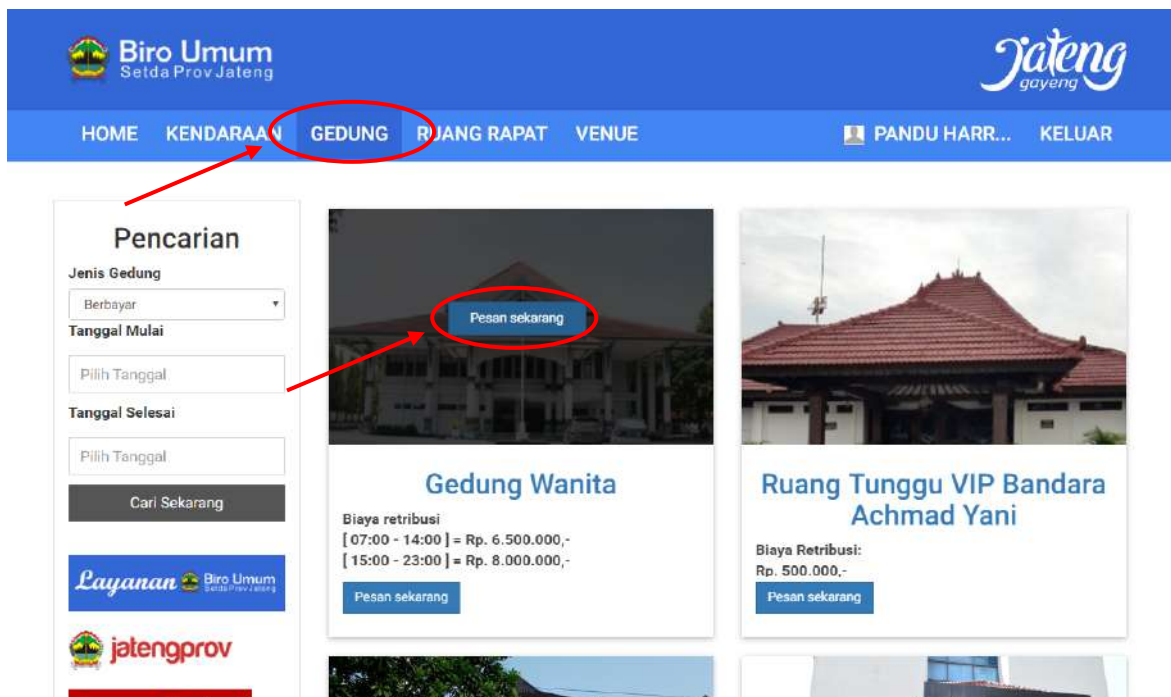 Biro Umum
Setda Prov Jateng
Jateng
gayeng
HOME KENDARAAN GEDUNG RUANG RAPAT VENUE PANDU HARR... KELUAR
Pencarian
Jenis Gedung
Berbayar
Tanggal Mulai
Pilih Tanggal
Tanggal Selesai
Pilih Tanggal
Cari Sekarang
Layanan Biro Umum
Setda Prov Jateng
jatengprov
Pesan sekarang
Gedung Wanita
Biaya retribusi
[ 07:00 - 14:00 ] = Rp. 6.500.000,-
[ 15:00 - 23:00 ] = Rp. 8.000.000,-
Pesan sekarang
Ruang Tunggu VIP Bandara
Achmad Yani
Biaya Retribusi:
Rp. 500.000,-
Pesan sekarang